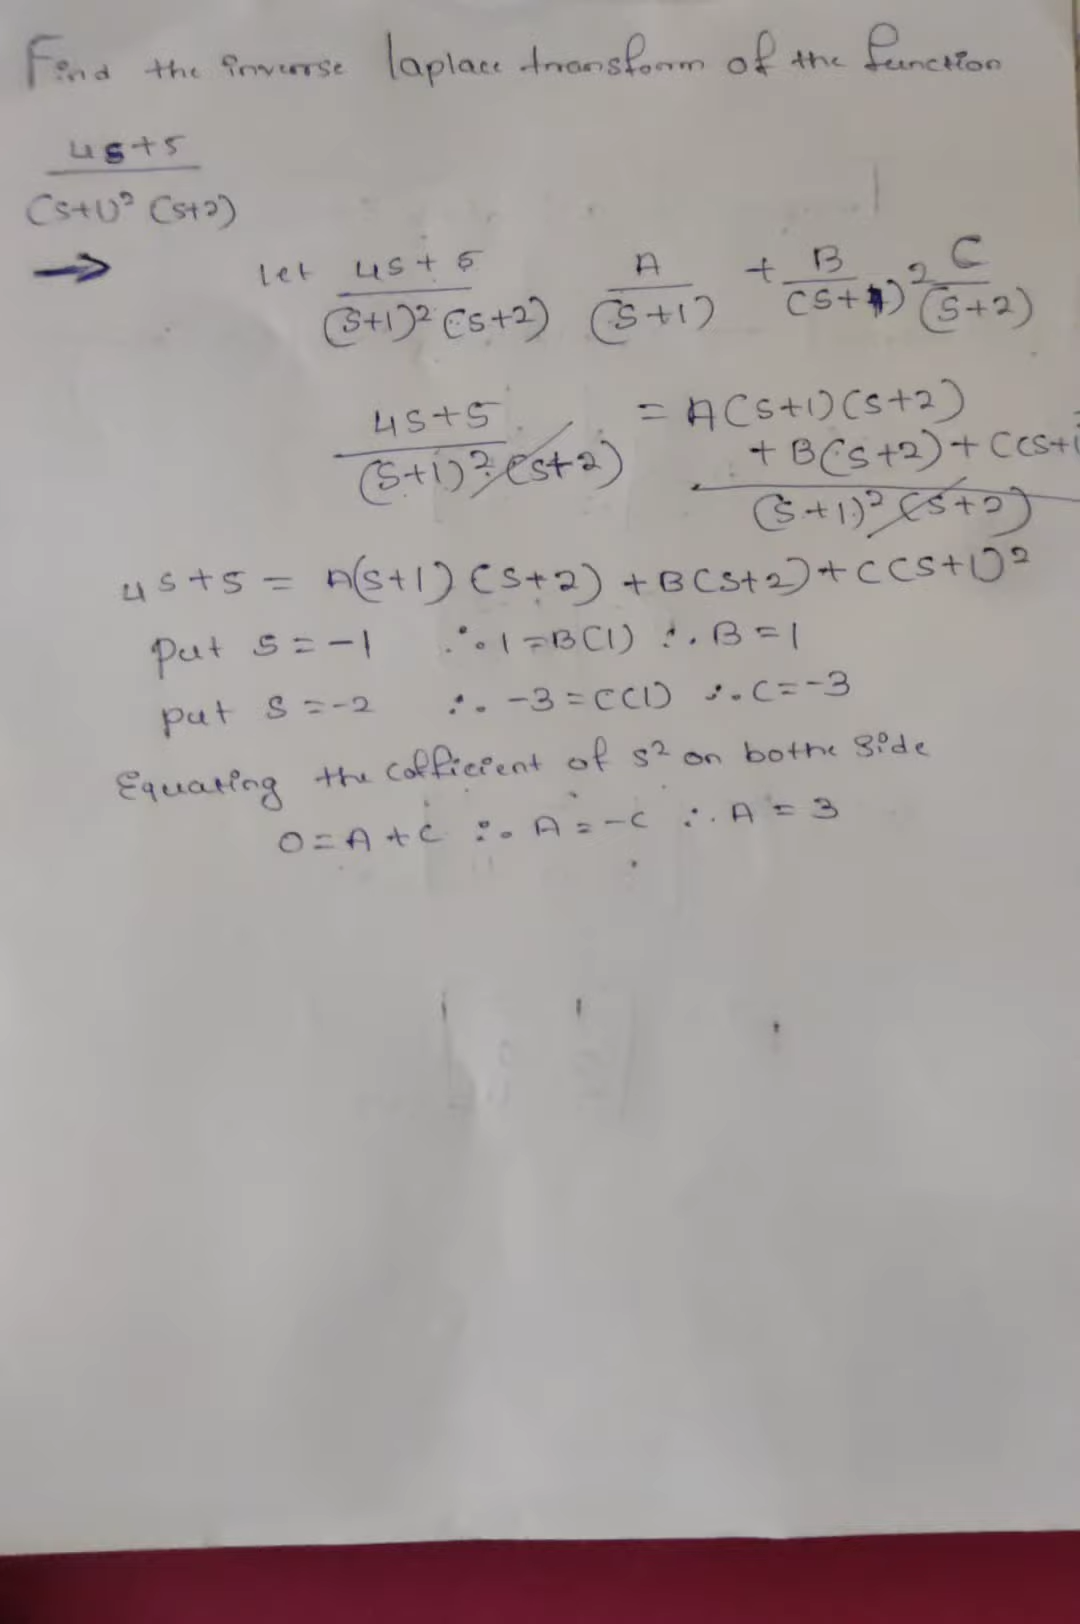 Find the inverse laplace transform of the function
4s+5
(s+1)² (s+2)
→ let 4s+5 A + B C
(s+1)² (s+2) (s+1) (s+1)² (s+2)
4s+5 = A(s+1)(s+2)
(s+1)² (s+2) + B(s+2) + C(s+1
(s+1)² (s+2)
4s+5 = A(s+1) (s+2) + B(s+2) + C(s+1)²
put s=-1 ∴ 1=B(1) ∴ B=1
put s=-2 ∴ -3=C(1) ∴ C=-3
Equating the cofficient of s² on bothe side
0=A+C ∴ A=-C ∴ A=3